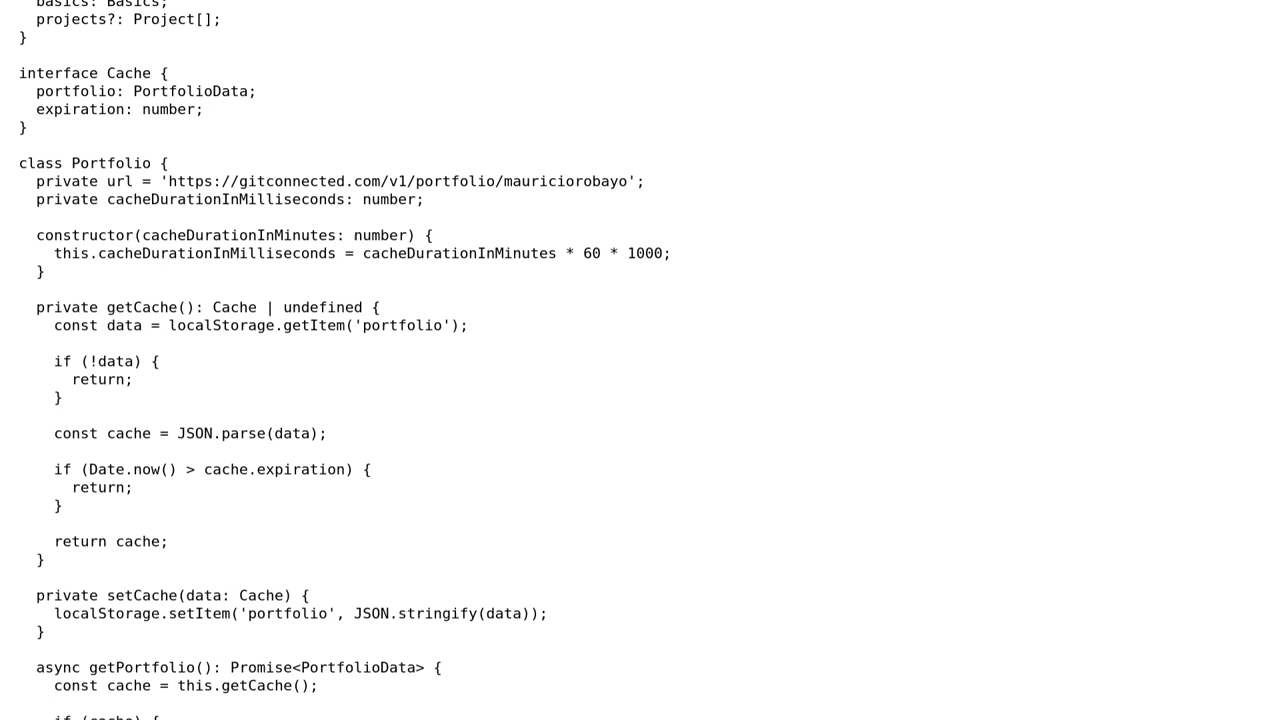 basics: Basics;
  projects?: Project[];
}

interface Cache {
  portfolio: PortfolioData;
  expiration: number;
}

class Portfolio {
  private url = 'https://gitconnected.com/v1/portfolio/mauriciorobayo';
  private cacheDurationInMilliseconds: number;

  constructor(cacheDurationInMinutes: number) {
    this.cacheDurationInMilliseconds = cacheDurationInMinutes * 60 * 1000;
  }

  private getCache(): Cache | undefined {
    const data = localStorage.getItem('portfolio');

    if (!data) {
      return;
    }

    const cache = JSON.parse(data);

    if (Date.now() > cache.expiration) {
      return;
    }

    return cache;
  }

  private setCache(data: Cache) {
    localStorage.setItem('portfolio', JSON.stringify(data));
  }

  async getPortfolio(): Promise<PortfolioData> {
    const cache = this.getCache();

    if (cache) {